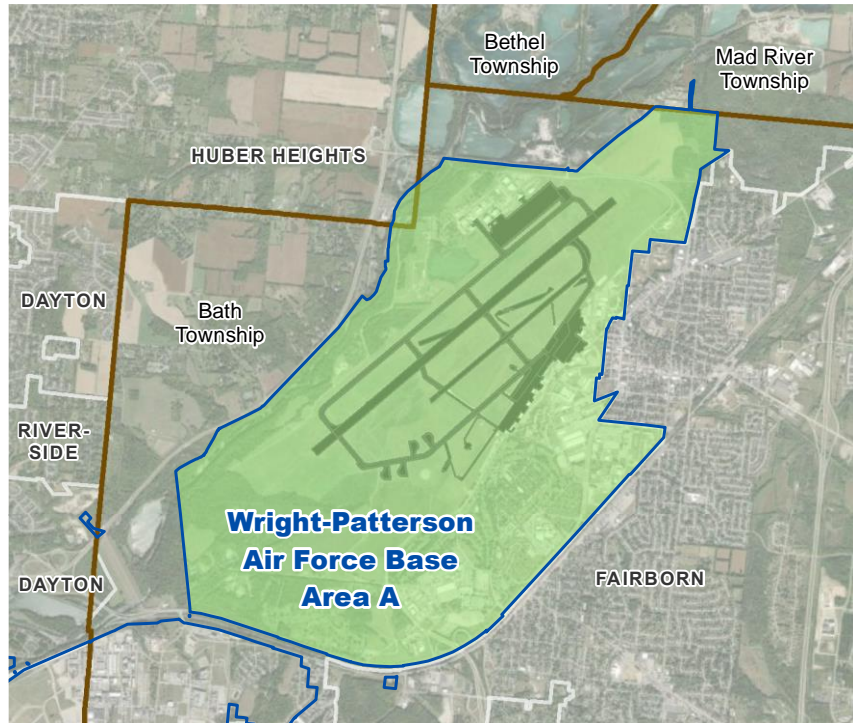 Bethel
Township
Mad River
Township
HUBER HEIGHTS
DAYTON
Bath
Township
RIVER-
SIDE
Wright-Patterson
Air Force Base
Area A
DAYTON
FAIRBORN